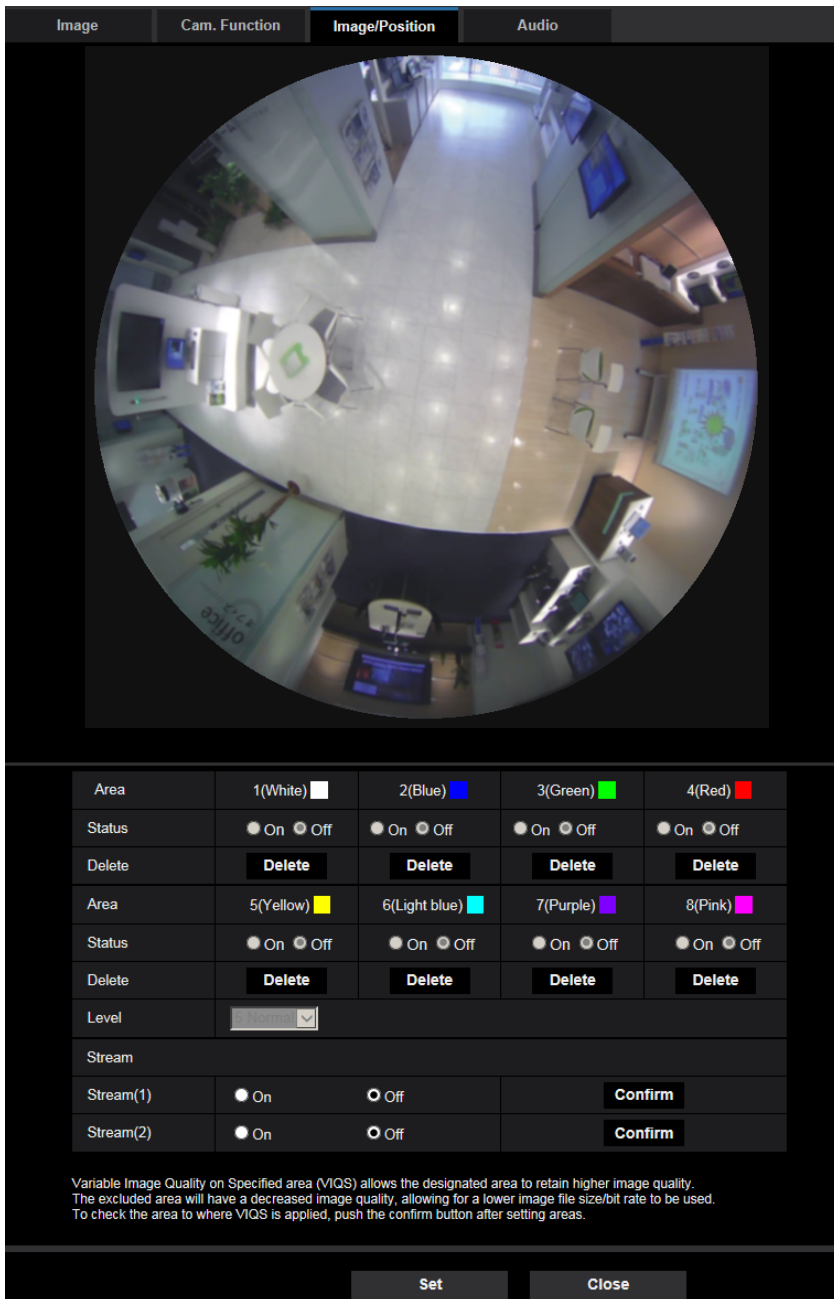 Image Cam. Function Image/Position Audio
office
オフィス
Area 1(White) 2(Blue) 3(Green) 4(Red)
Status On Off On Off On Off On Off
Delete Delete Delete Delete Delete
Area 5(Yellow) 6(Light blue) 7(Purple) 8(Pink)
Status On Off On Off On Off On Off
Delete Delete Delete Delete Delete
Level 5 Normal
Stream
Stream(1) On Off Confirm
Stream(2) On Off Confirm
Variable Image Quality on Specified area (VIQS) allows the designated area to retain higher image quality.
The excluded area will have a decreased image quality, allowing for a lower image file size/bit rate to be used.
To check the area to where VIQS is applied, push the confirm button after setting areas.
Set Close